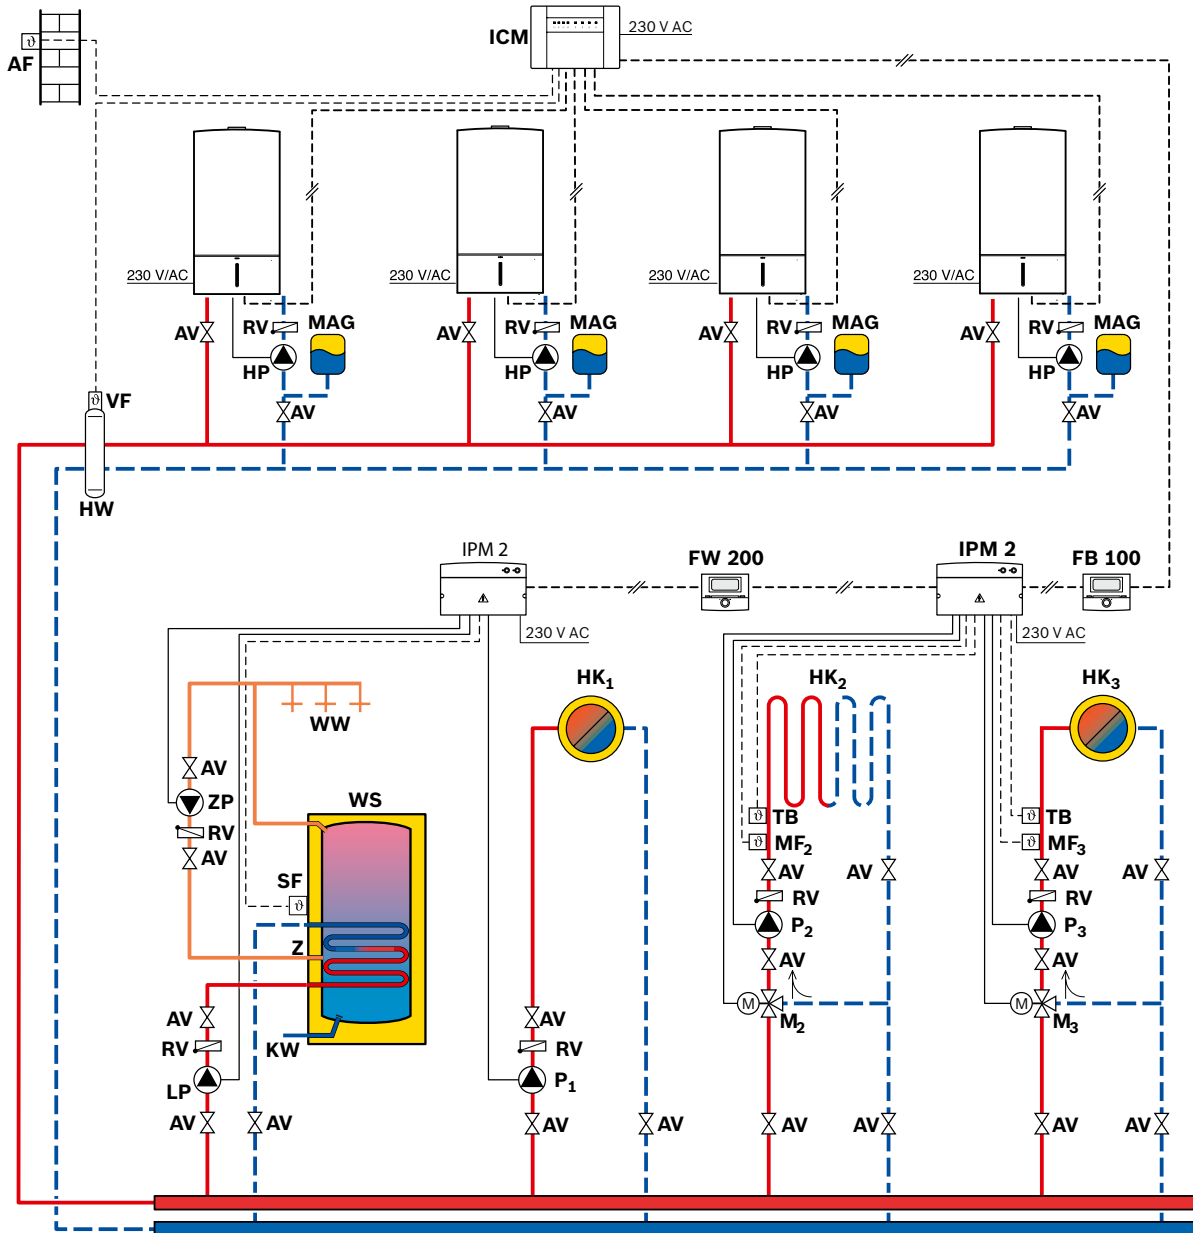 ICM
230 V AC
ϑ
AF
230 V/AC
230 V/AC
230 V/AC
230 V/AC
AV
RV
MAG
AV
RV
MAG
AV
RV
MAG
AV
RV
MAG
HP
HP
HP
HP
ϑ
VF
AV
AV
AV
AV
HW
IPM 2
FW 200
IPM 2
FB 100
230 V AC
230 V AC
HK1
HK2
HK3
WW
AV
ZP
WS
RV
AV
ϑ
TB
ϑ
TB
ϑ
MF2
ϑ
MF3
AV
AV
AV
AV
SF
ϑ
RV
RV
P2
P3
Z
AV
AV
M
M
M2
M3
AV
AV
RV
KW
RV
LP
P1
AV
AV
AV
AV
AV
AV
AV
AV